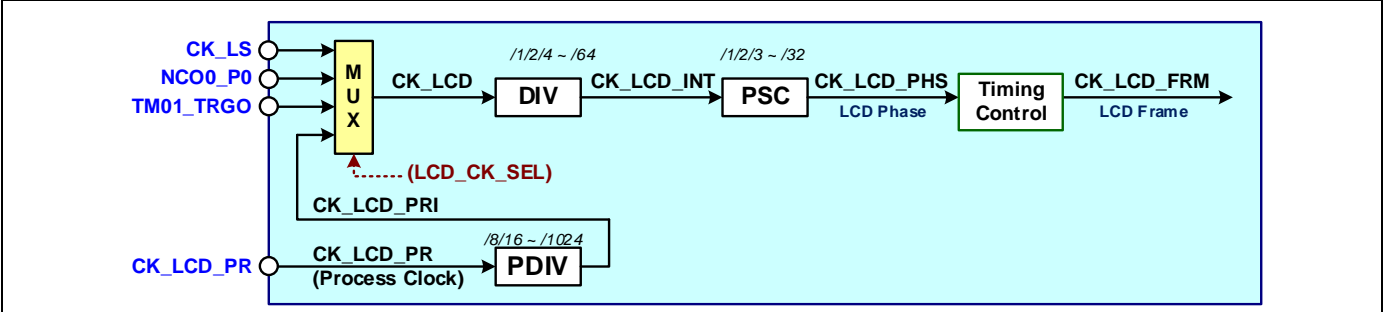 CK_LS
NCO0_P0
TM01_TRGO
M
U
X
CK_LCD
/1/2/4 ~ /64
DIV
CK_LCD_INT
/1/2/3 ~ /32
PSC
CK_LCD_PHS
LCD Phase
Timing
Control
CK_LCD_FRM
LCD Frame
(LCD_CK_SEL)
CK_LCD_PRI
CK_LCD_PR
CK_LCD_PR
(Process Clock)
/8/16 ~ /1024
PDIV